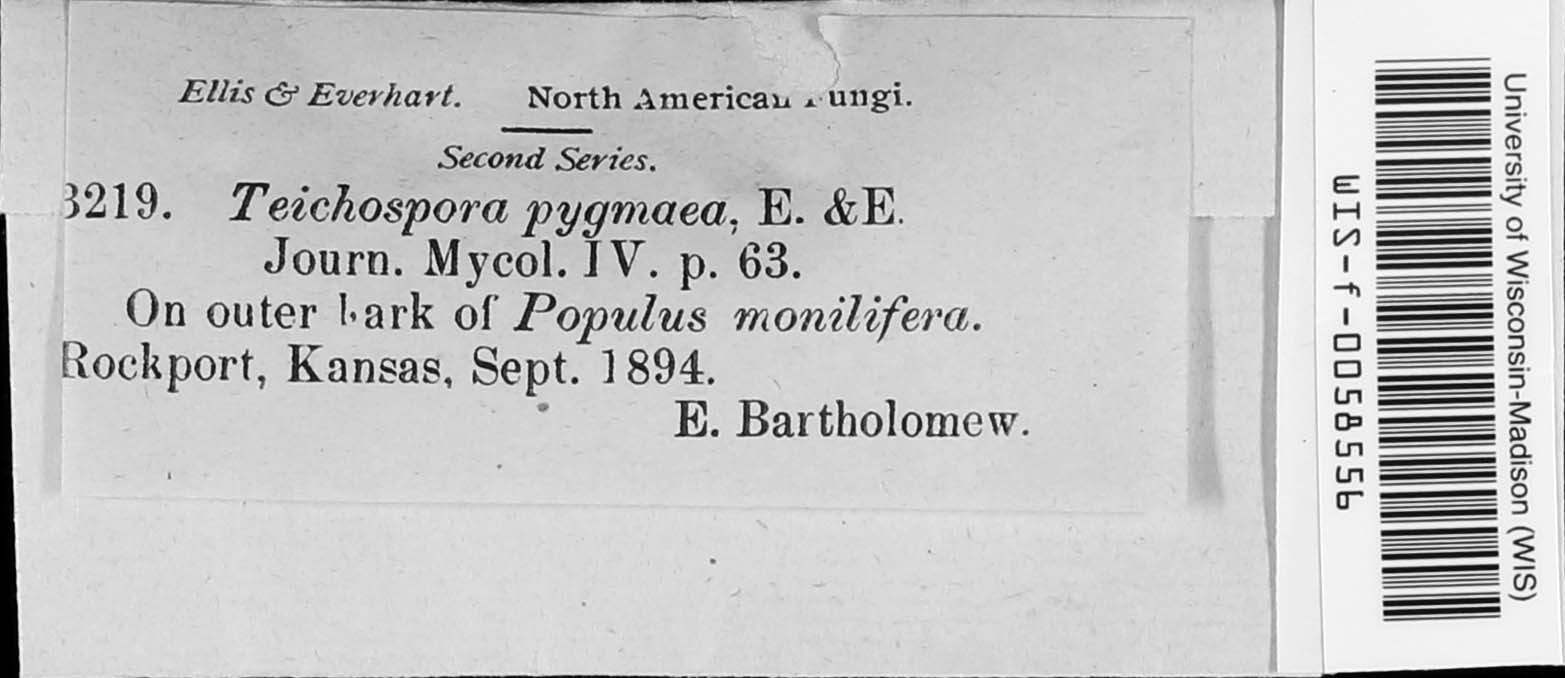 Ellis & Everhart. North American Fungi.
Second Series.
3219. Teichospora pygmaea, E. & E.
Journ. Mycol. IV. p. 63.
On outer bark of Populus monilifera.
Rockport, Kansas, Sept. 1894.
E. Bartholomew.
University of Wisconsin-Madison (WIS)
WIS-f-0058556